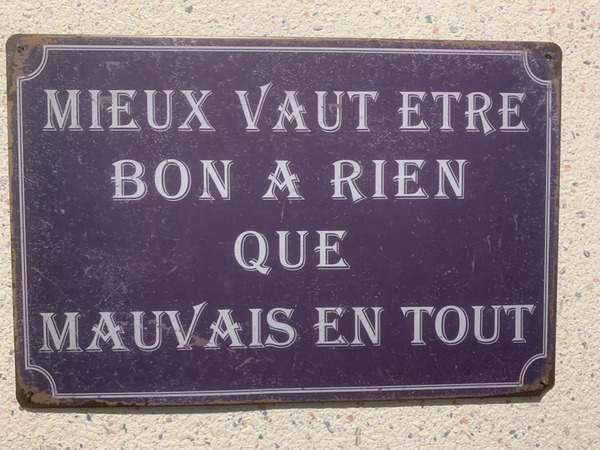 MIEUX VAUT ETRE
BON A RIEN
QUE
MAUVAIS EN TOUT